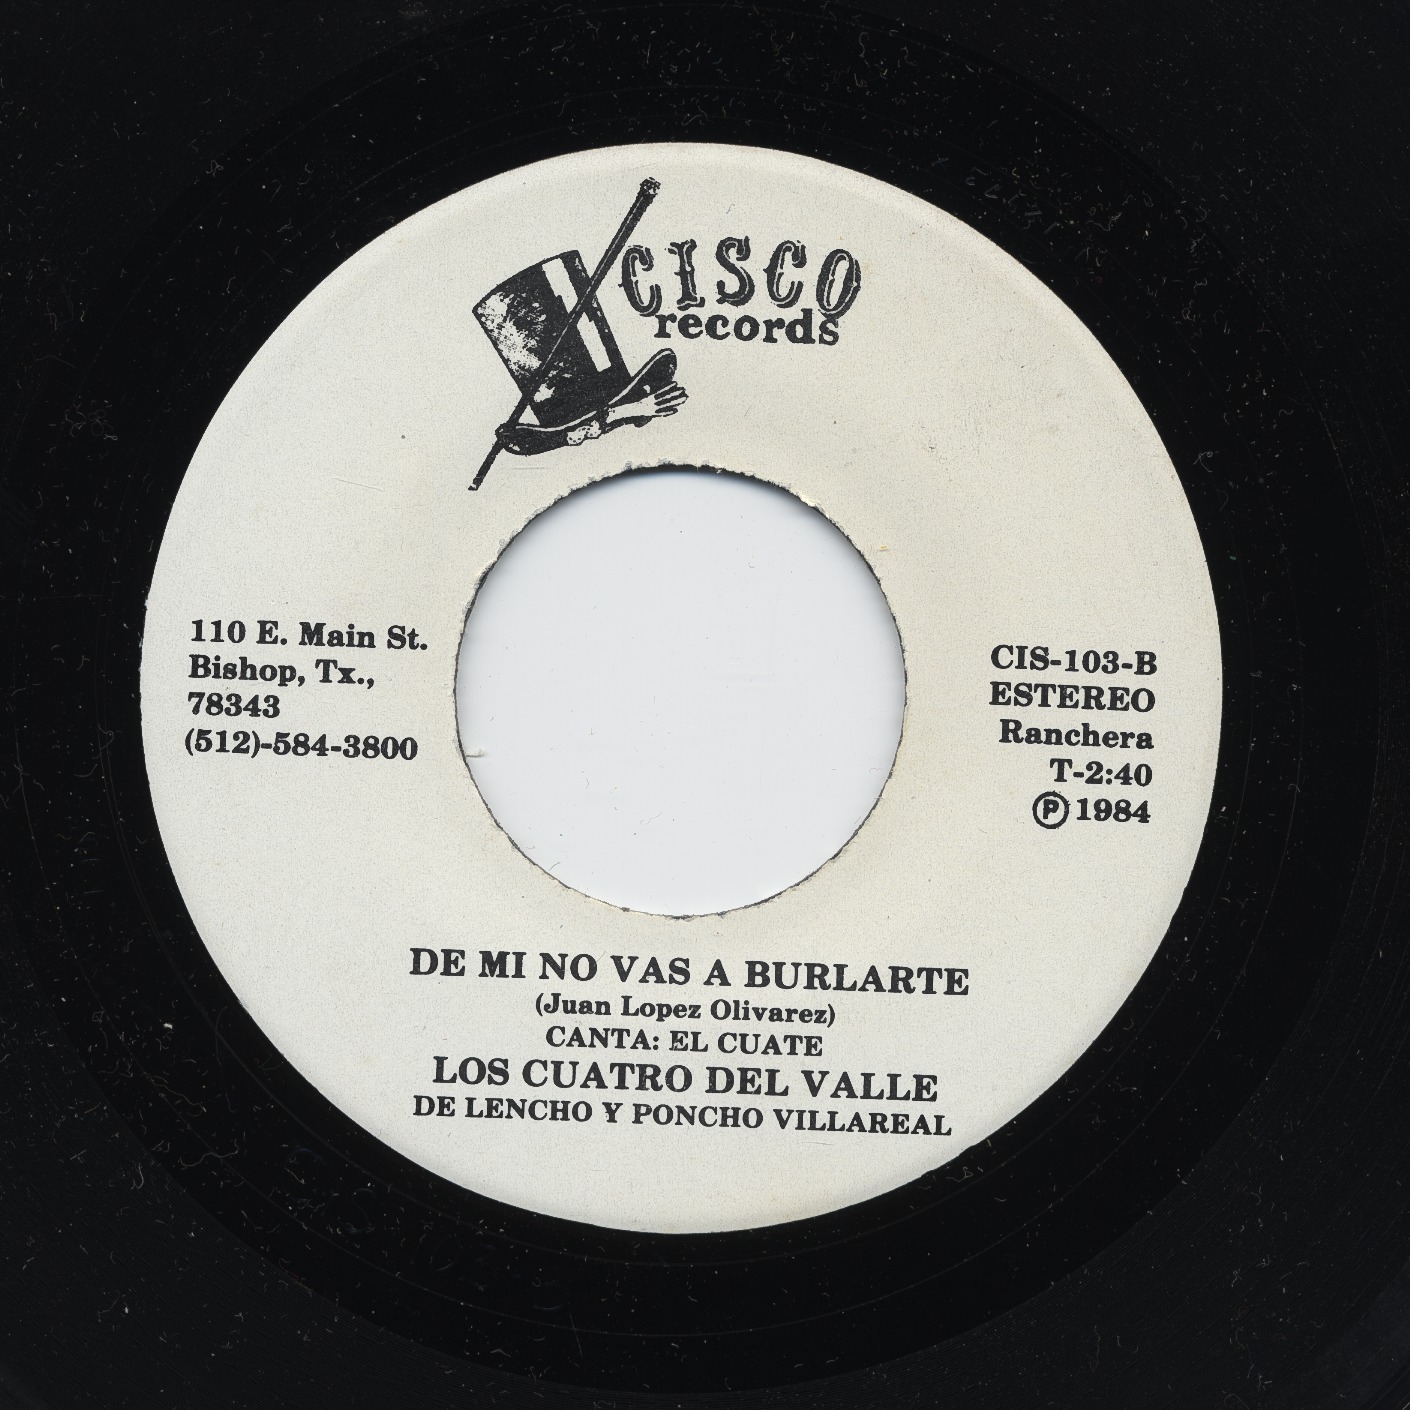 CISCO
records
110 E. Main St.
Bishop, Tx.,
78343
(512)-584-3800
CIS-103-B
ESTEREO
Ranchera
T-2:40
Ⓟ 1984
DE MI NO VAS A BURLARTE
(Juan Lopez Olivarez)
CANTA: EL CUATE
LOS CUATRO DEL VALLE
DE LENCHO Y PONCHO VILLAREAL